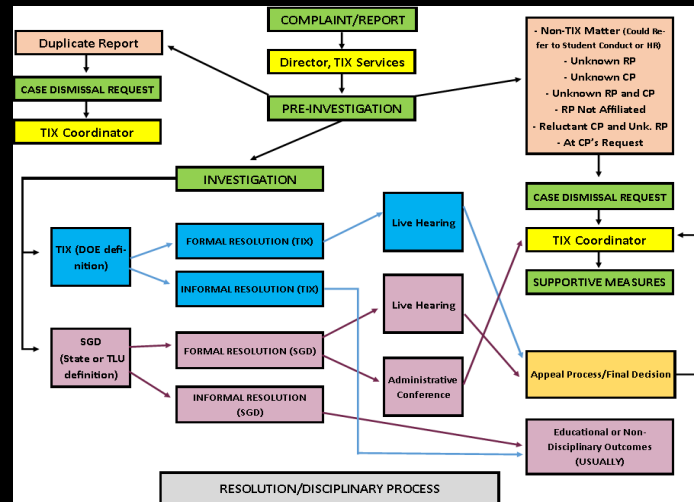 COMPLAINT/REPORT
Duplicate Report
Director, TIX Services
- Non-TIX Matter (Could Re-
fer to Student Conduct or HR)
- Unknown RP
- Unknown CP
- Unknown RP and CP
- RP Not Affiliated
- Reluctant CP and Unk. RP
- At CP's Request
CASE DISMISSAL REQUEST
PRE-INVESTIGATION
TIX Coordinator
INVESTIGATION
CASE DISMISSAL REQUEST
TIX Coordinator
SUPPORTIVE MEASURES
TIX (DOE defi-
nition)
FORMAL RESOLUTION (TIX)
Live Hearing
INFORMAL RESOLUTION (TIX)
SGD
(State or TLU
definition)
FORMAL RESOLUTION (SGD)
Live Hearing
Administrative
Conference
Appeal Process/Final Decision
INFORMAL RESOLUTION
(SGD)
Educational or Non-
Disciplinary Outcomes
(USUALLY)
RESOLUTION/DISCIPLINARY PROCESS